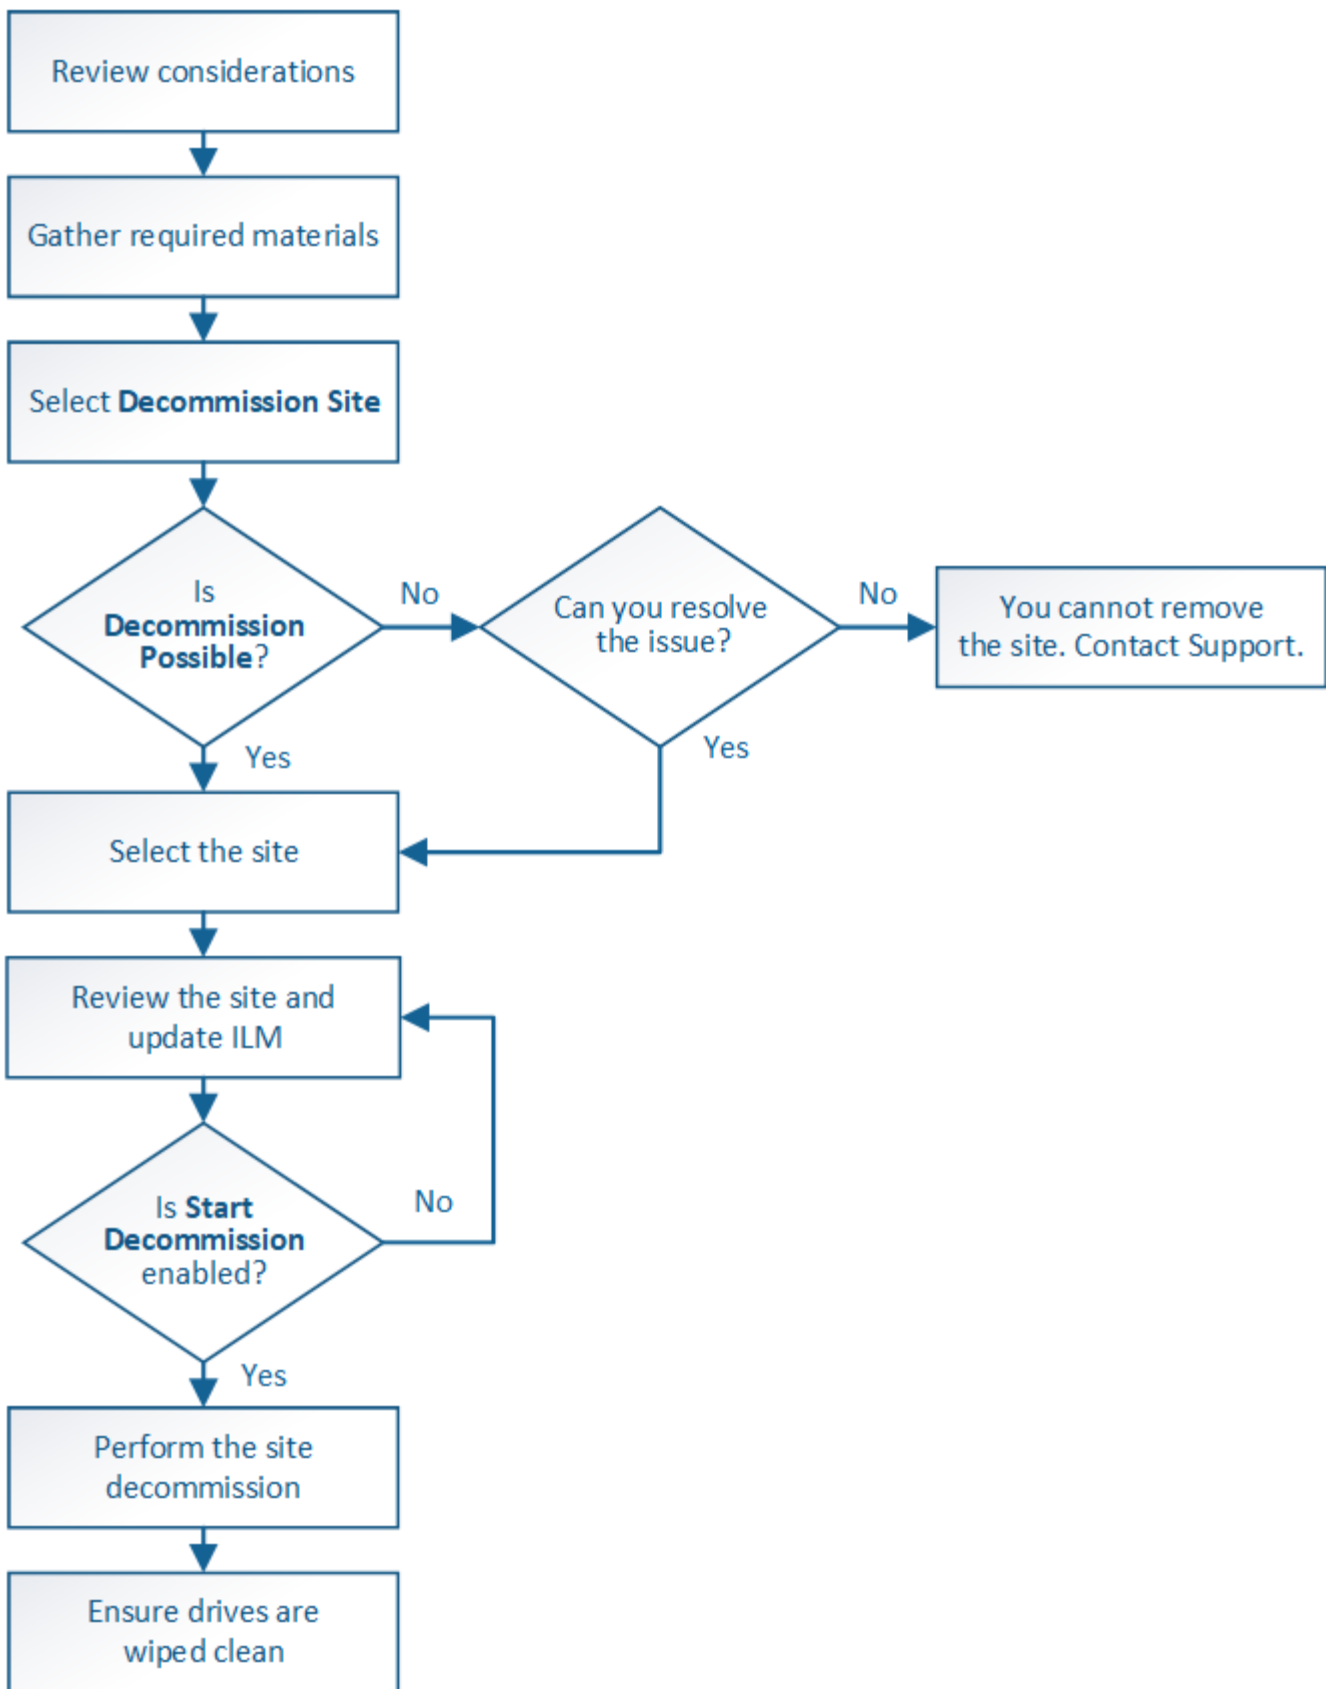 Review considerations
Gather required materials
Select Decommission Site
Is
Decommission
Possible?
No
Can you resolve
the issue?
No
You cannot remove
the site. Contact Support.
Yes
Yes
Select the site
Review the site and
update ILM
Is Start
Decommission
enabled?
No
Yes
Perform the site
decommission
Ensure drives are
wiped clean